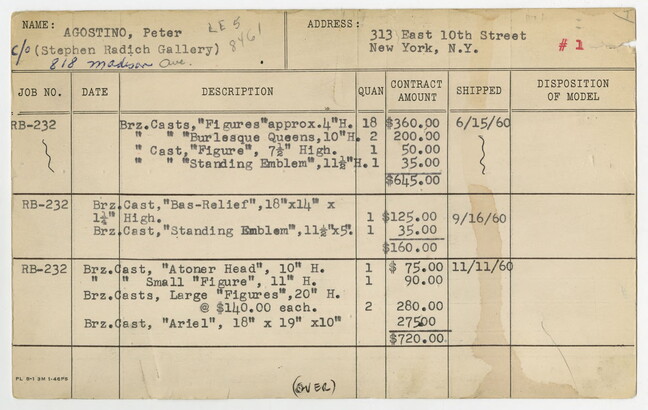 NAME: AGOSTINO, Peter LE 5
c/o (Stephen Radich Gallery) 8461
818 Madison Ave.
ADDRESS: 313 East 10th Street
New York, N.Y. #1
JOB NO. DATE DESCRIPTION QUAN CONTRACT AMOUNT SHIPPED DISPOSITION OF MODEL
RB-232 Brz.Casts,"Figures"approx.4"H. 18 $360.00 6/15/60
" " "Burlesque Queens,10"H. 2 200.00
" Cast,"Figure", 7½" High. 1 50.00
" " "Standing Emblem",11½"H. 1 35.00
$645.00
RB-232 Brz.Cast,"Bas-Relief",18"x14" x
1¼" High. 1 $125.00 9/16/60
Brz.Cast,"Standing Emblem",11½"x5". 1 35.00
$160.00
RB-232 Brz.Cast, "Atoner Head", 10" H. 1 $ 75.00 11/11/60
" " Small "Figure", 11" H. 1 90.00
Brz.Casts, Large "Figures",20" H.
@ $140.00 each. 2 280.00
Brz.Cast, "Ariel", 18" x 19" x10" 27500
$720.00
PL 9-1 3M 1-46PS
(OVER)